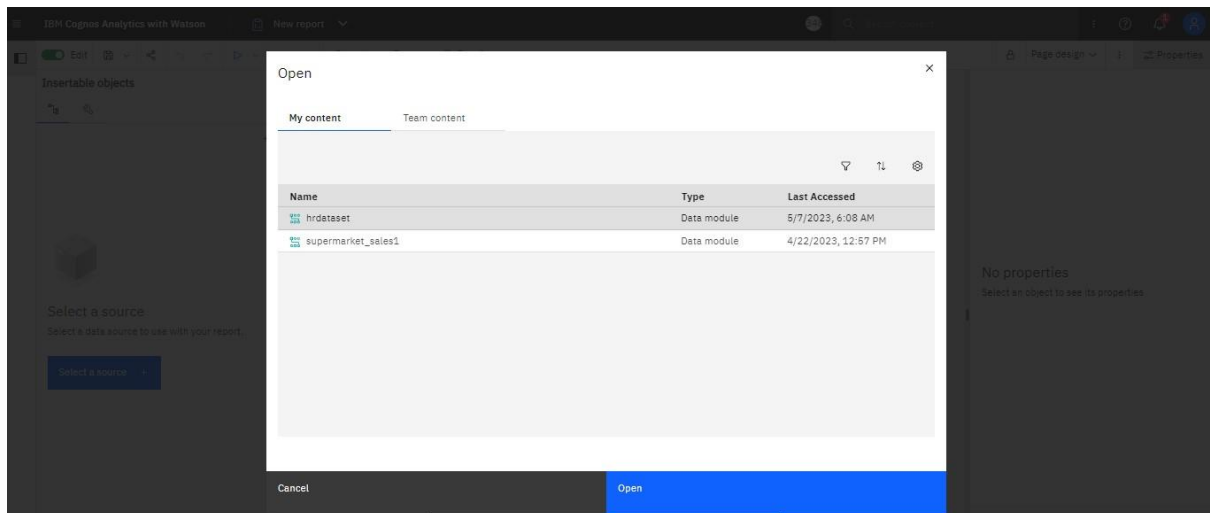 IBM Cognos Analytics with Watson
New report
Edit
Page design
Properties
Insertable objects
Open
My content Team content
Name Type Last Accessed
hrdataset Data module 5/7/2023, 6:08 AM
supermarket_sales1 Data module 4/22/2023, 12:57 PM
Select a source
Select a data source to use with your report.
Select a source
No properties
Select an object to see its properties
Cancel Open